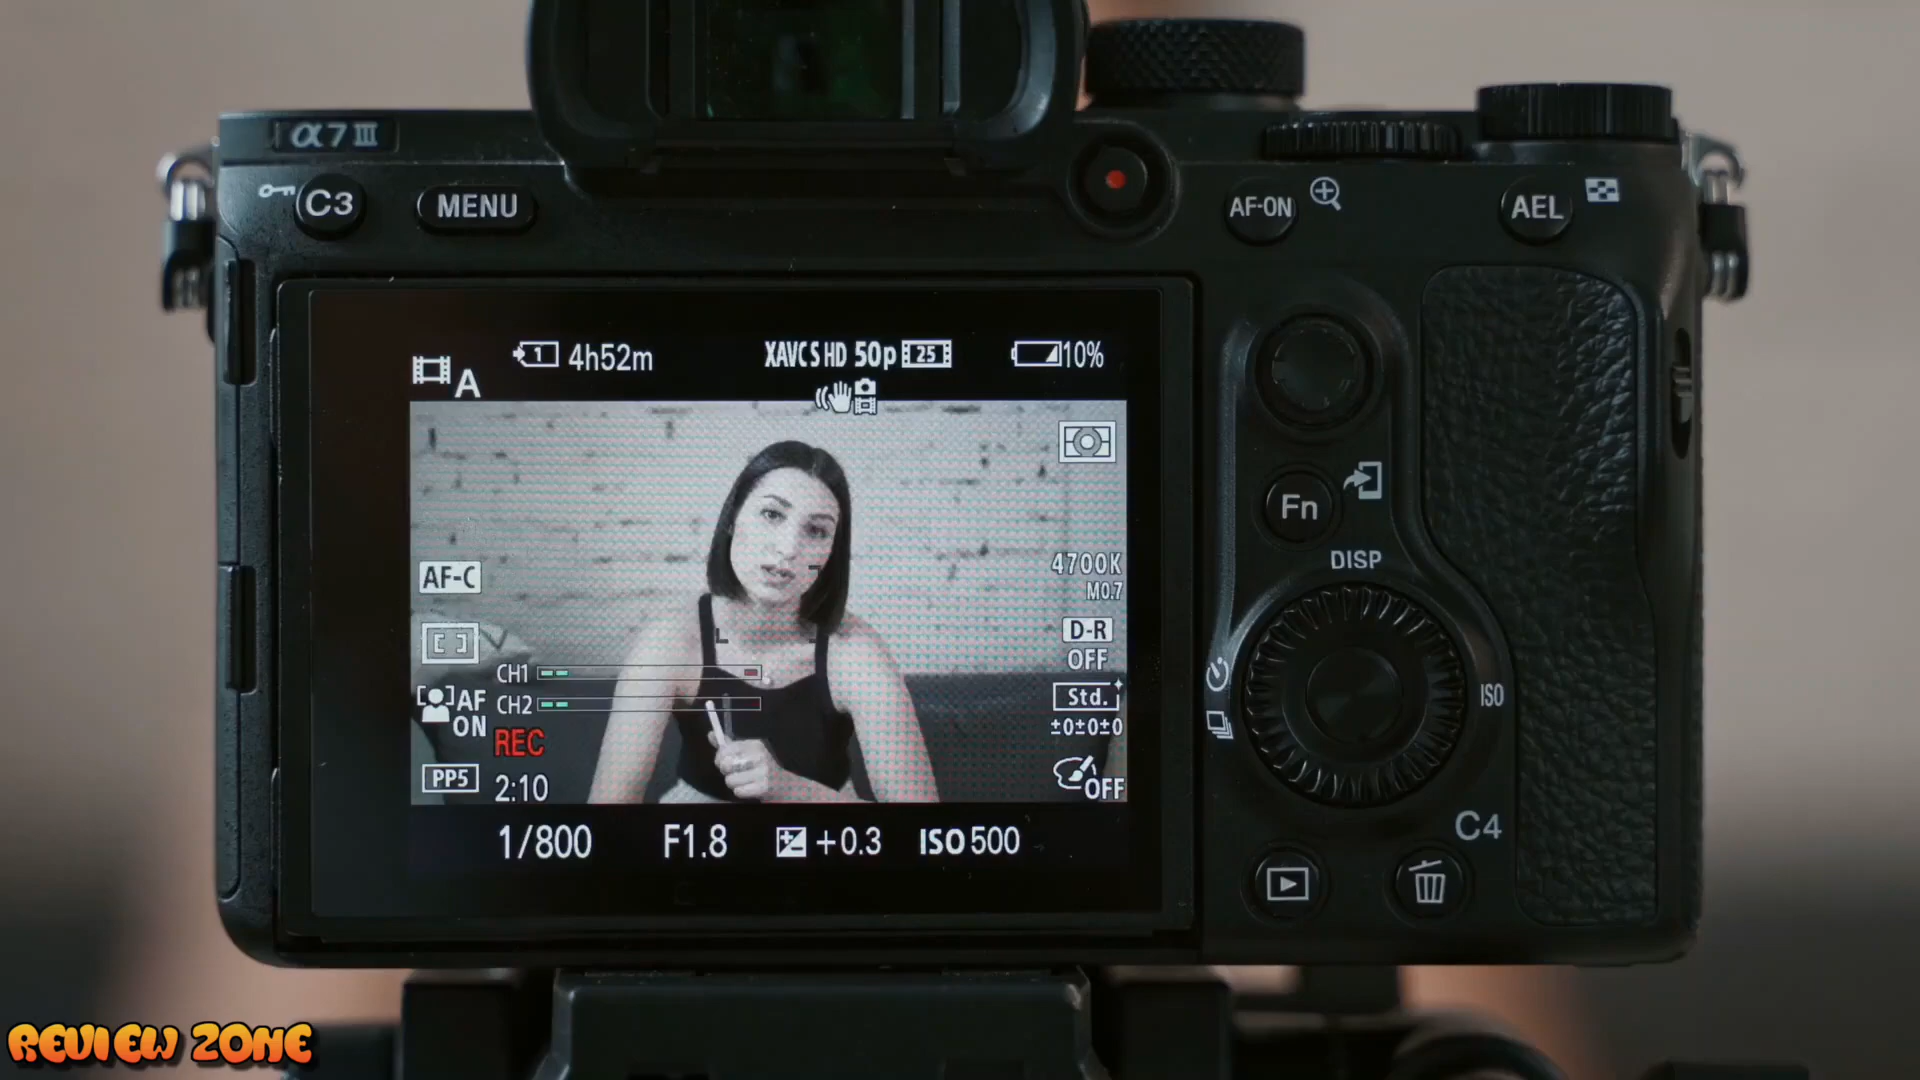 α7III
C3
MENU
AF-ON
AEL
1 4h52m
XAVC S HD 50p 25
10%
A
AF-C
4700K
M0.7
Fn
DISP
D-R
OFF
CH1
CH2
AF
ON
Std.
±0±0±0
ISO
REC
PP5
2:10
OFF
1/800 F1.8 +0.3 ISO 500
C4
REVIEW ZONE